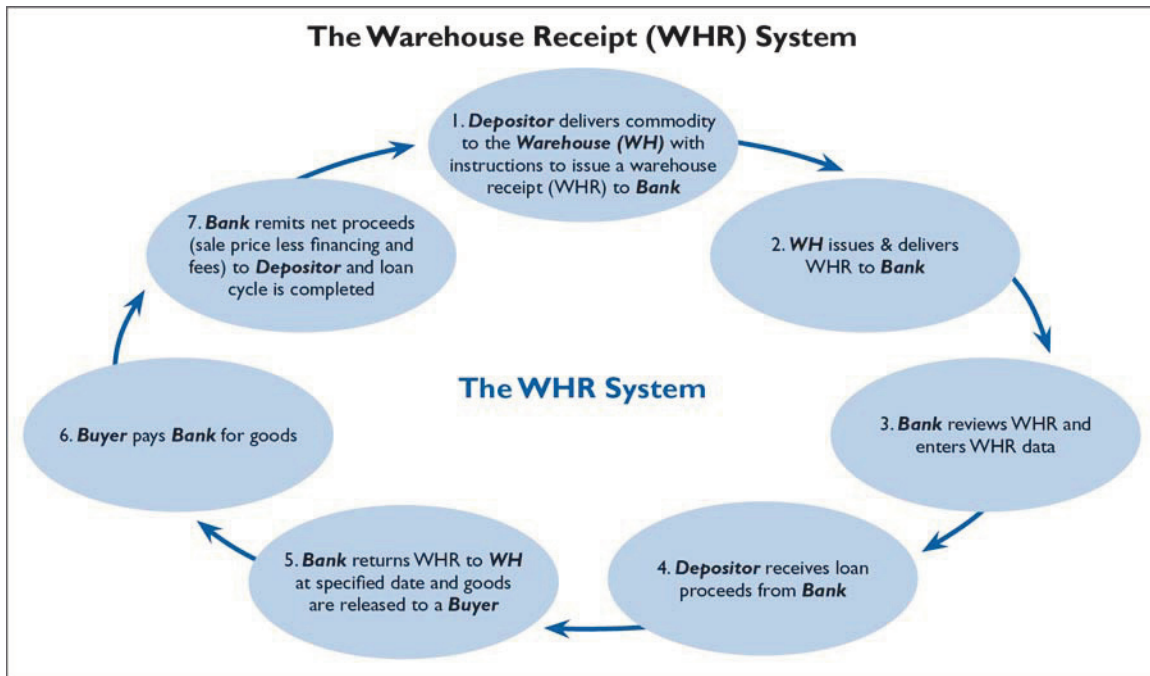 The Warehouse Receipt (WHR) System
1. Depositor delivers commodity
to the Warehouse (WH) with
instructions to issue a warehouse
receipt (WHR) to Bank
2. WH issues & delivers
WHR to Bank
3. Bank reviews WHR and
enters WHR data
4. Depositor receives loan
proceeds from Bank
5. Bank returns WHR to WH
at specified date and goods
are released to a Buyer
6. Buyer pays Bank for goods
7. Bank remits net proceeds
(sale price less financing and
fees) to Depositor and loan
cycle is completed
The WHR System